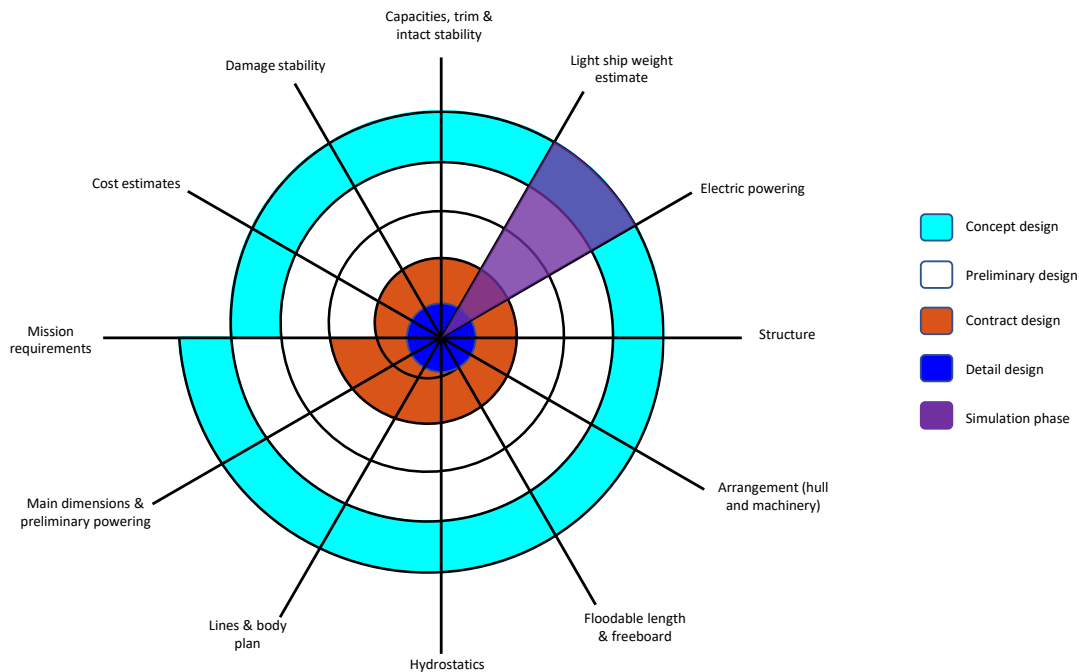 Capacities, trim &
intact stability
Damage stability
Light ship weight
estimate
Cost estimates
Electric powering
Mission
requirements
Structure
Main dimensions &
preliminary powering
Arrangement (hull
and machinery)
Lines & body
plan
Floodable length
& freeboard
Hydrostatics
Concept design
Preliminary design
Contract design
Detail design
Simulation phase